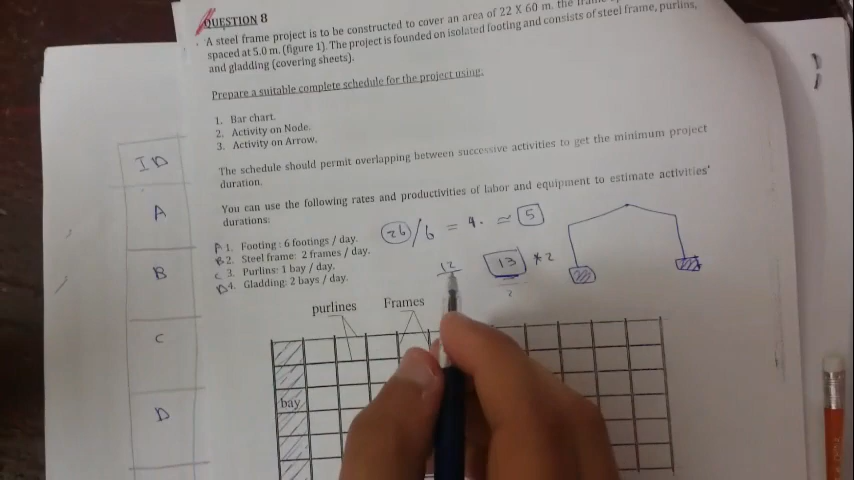 QUESTION 8
A steel frame project is to be constructed to cover an area of 22 X 60 m. the
spaced at 5.0 m. (figure 1). The project is founded on isolated footing and consists of steel frame, purlins,
and gladding (covering sheets).
Prepare a suitable complete schedule for the project using:
1. Bar chart.
2. Activity on Node.
3. Activity on Arrow.
The schedule should permit overlapping between successive activities to get the minimum project
duration.
You can use the following rates and productivities of labor and equipment to estimate activities'
durations:
A 1. Footing : 6 footings / day.
B 2. Steel frame: 2 frames / day.
C 3. Purlins: 1 bay / day.
D 4. Gladding: 2 bays / day.
26/6 = 4. ≈ 5
12 13 *2
2
purlines Frames
bay
ID
A
B
C
D